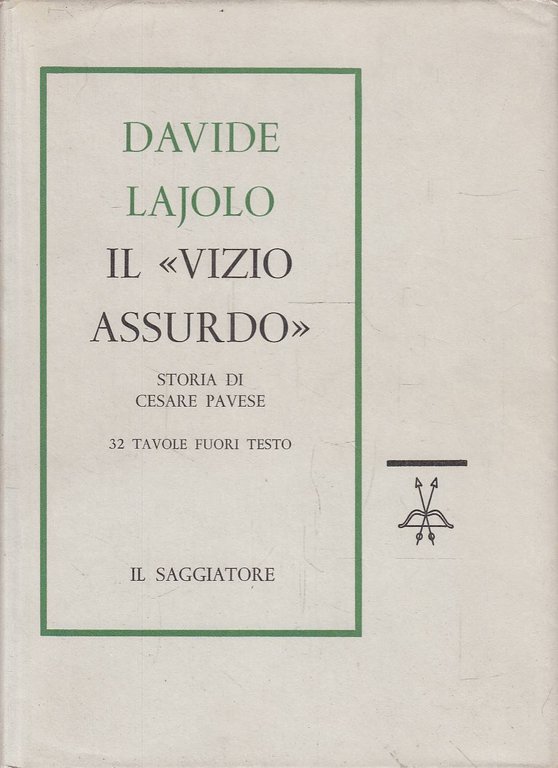 DAVIDE
LAJOLO
IL «VIZIO
ASSURDO»
STORIA DI
CESARE PAVESE
32 TAVOLE FUORI TESTO
IL SAGGIATORE